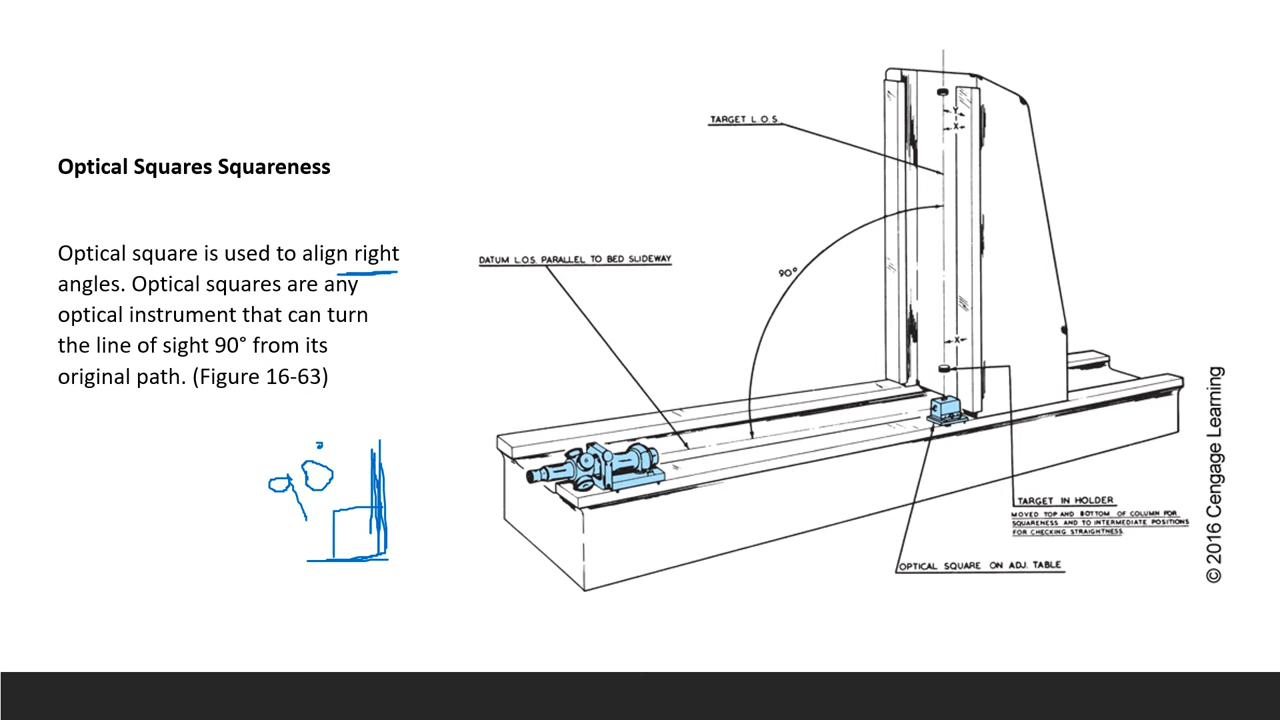 Optical Squares Squareness
Optical square is used to align right
angles. Optical squares are any
optical instrument that can turn
the line of sight 90° from its
original path. (Figure 16-63)
90°
TARGET L.O.S.
DATUM L.O.S. PARALLEL TO BED SLIDEWAY
90°
Y
X
X
TARGET IN HOLDER
MOVED TOP AND BOTTOM OF COLUMN FOR
SQUARENESS AND TO INTERMEDIATE POSITIONS
FOR CHECKING STRAIGHTNESS.
OPTICAL SQUARE ON ADJ. TABLE
© 2016 Cengage Learning